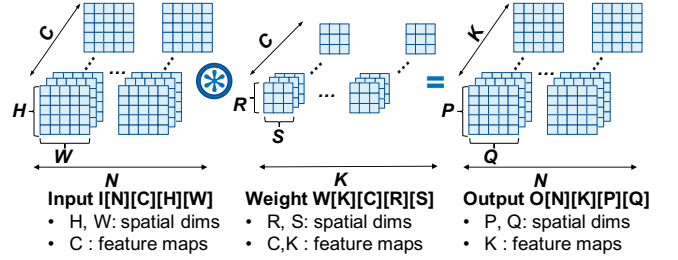 C
C
K
...
...
...
H
R
P
=
W
S
Q
N
K
N
Input I[N][C][H][W]
Weight W[K][C][R][S]
Output O[N][K][P][Q]
• H, W: spatial dims
• C : feature maps
• R, S: spatial dims
• C,K : feature maps
• P, Q: spatial dims
• K : feature maps